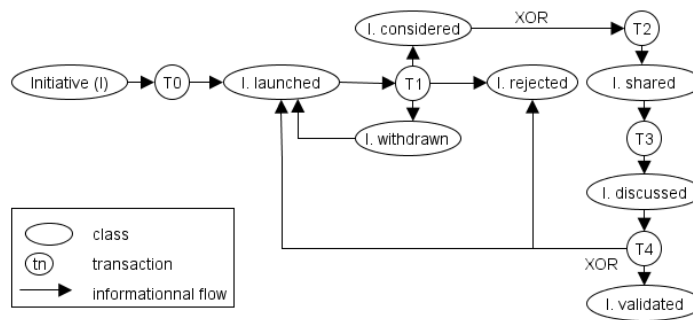 I. considered
XOR
T2
Initiative (I)
T0
I. launched
T1
I. rejected
I. shared
I. withdrawn
T3
I. discussed
class
tn
transaction
informationnal flow
T4
XOR
I. validated